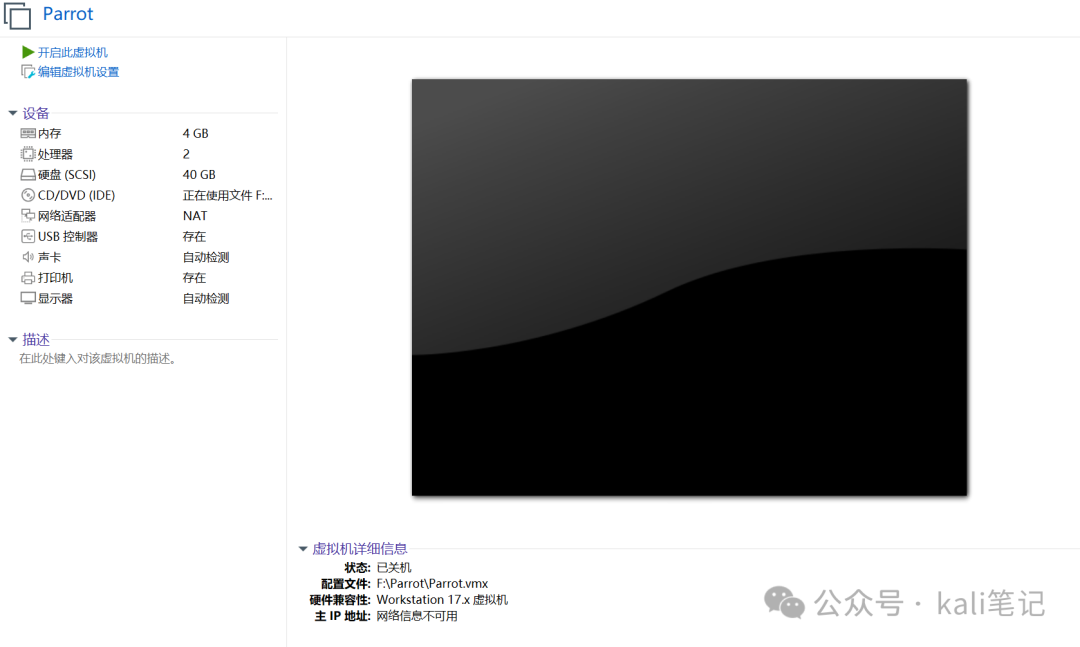 Parrot
开启此虚拟机
编辑虚拟机设置
设备
内存 4 GB
处理器 2
硬盘 (SCSI) 40 GB
CD/DVD (IDE) 正在使用文件 F:...
网络适配器 NAT
USB 控制器 存在
声卡 自动检测
打印机 存在
显示器 自动检测
描述
在此处键入对该虚拟机的描述。
虚拟机详细信息
状态: 已关机
配置文件: F:\Parrot\Parrot.vmx
硬件兼容性: Workstation 17.x 虚拟机
主 IP 地址: 网络信息不可用
公众号 · kali笔记